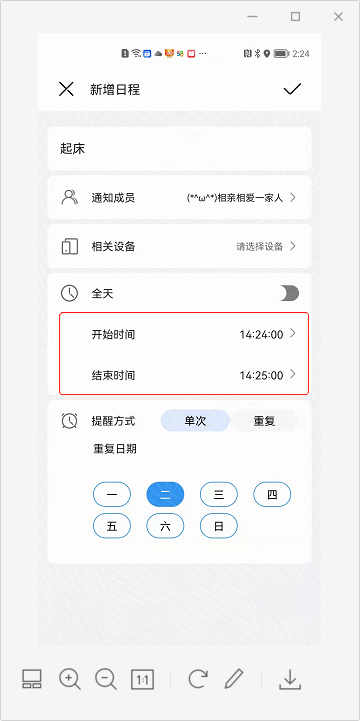 58 ... 2:24
新增日程
起床
通知成员 (*^ω^*)相亲相爱一家人
相关设备 请选择设备
全天
开始时间 14:24:00
结束时间 14:25:00
提醒方式 单次 重复
重复日期
一 二 三 四
五 六 日
1:1